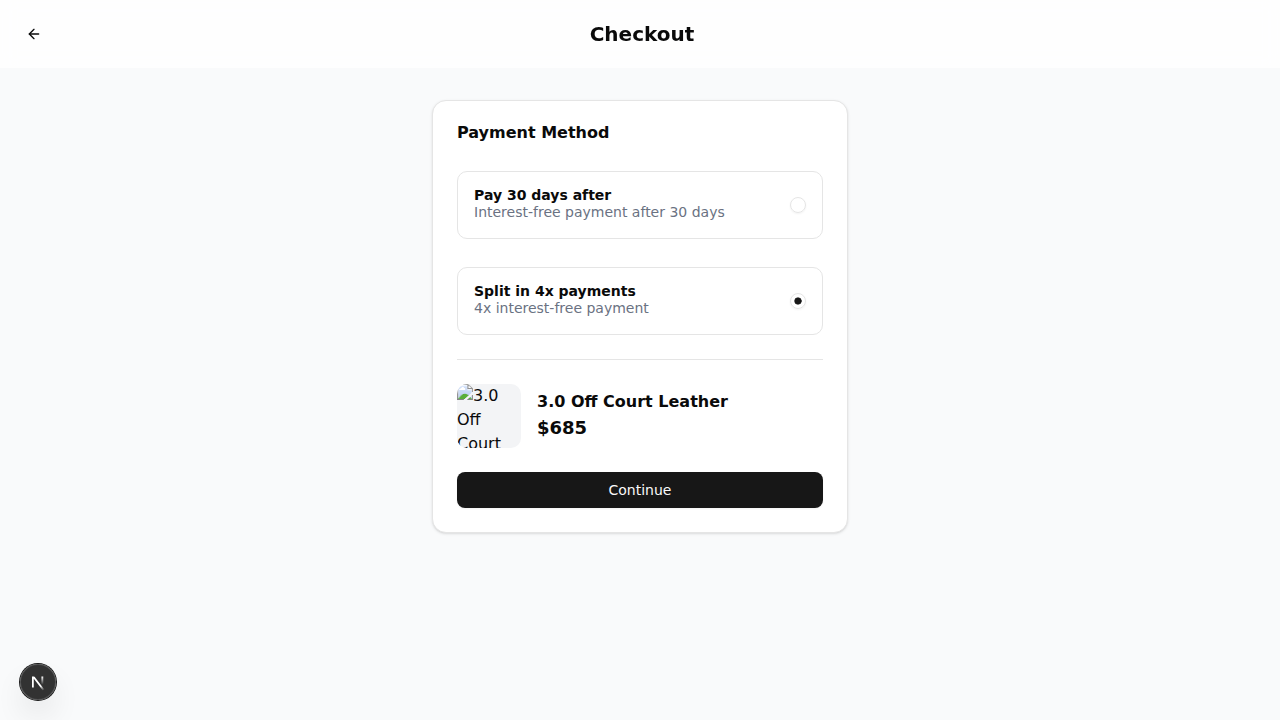 Checkout
Payment Method
Pay 30 days after
Interest-free payment after 30 days
Split in 4x payments
4x interest-free payment
3.0
Off
Court
3.0 Off Court Leather
$685
Continue
N